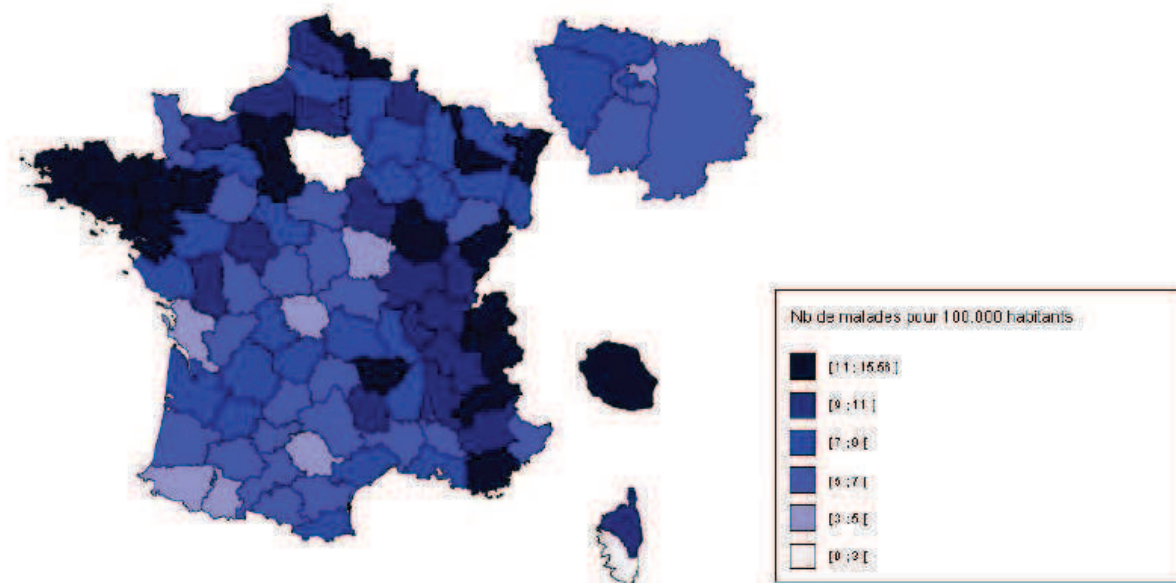 Nb de malades pour 100.000 habitants
[11 ; 15,56]
[9 ; 11 [
[7 ; 9 [
[5 ; 7 [
[3 ; 5 [
[0 ; 3 [